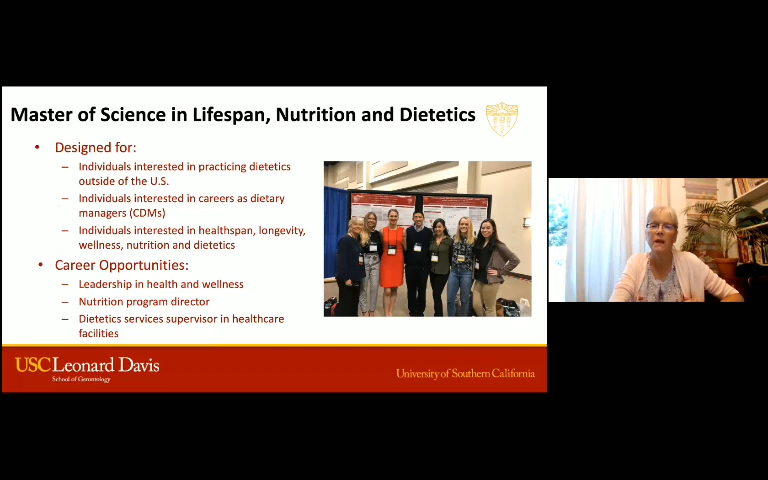 Master of Science in Lifespan, Nutrition and Dietetics
• Designed for:
– Individuals interested in practicing dietetics
outside of the U.S.
– Individuals interested in careers as dietary
managers (CDMs)
– Individuals interested in healthspan, longevity,
wellness, nutrition and dietetics
• Career Opportunities:
– Leadership in health and wellness
– Nutrition program director
– Dietetics services supervisor in healthcare
facilities
USC Leonard Davis
School of Gerontology
University of Southern California